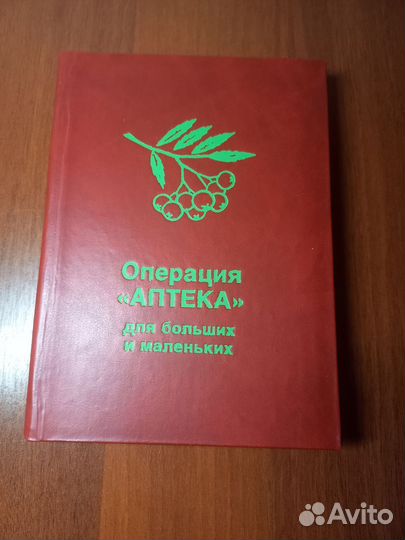 Операция
«АПТЕКА»
для больших
и маленьких
Avito